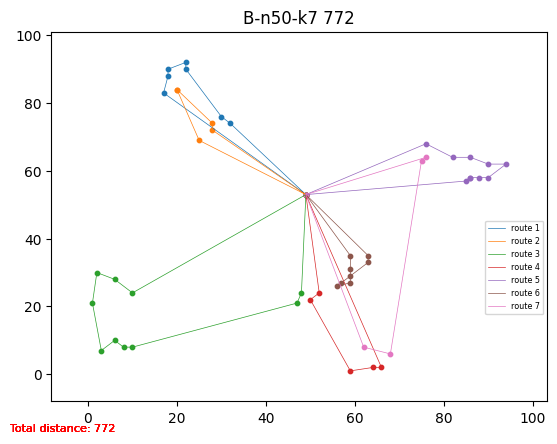 B-n50-k7 772
100
80
60
40
20
0
0 20 40 60 80 100
route 1
route 2
route 3
route 4
route 5
route 6
route 7
Total distance: 772